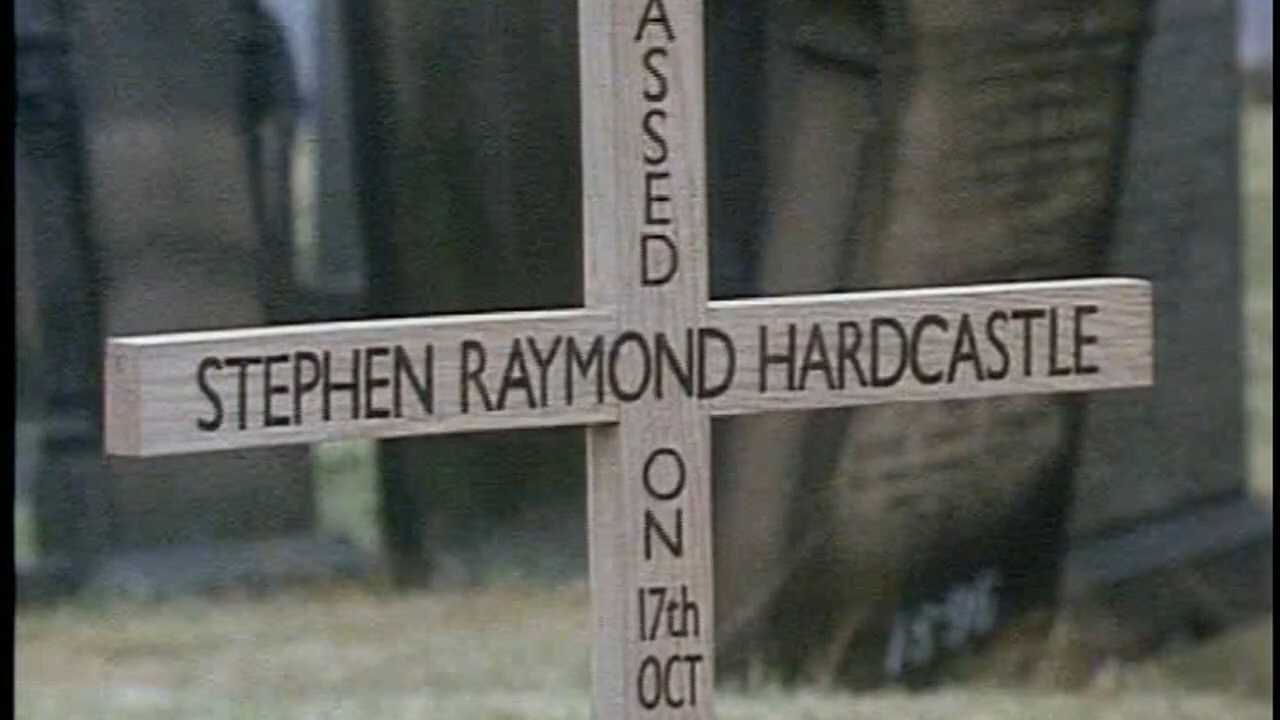 ASSED
STEPHEN RAYMOND HARDCASTLE
ON
17th
OCT